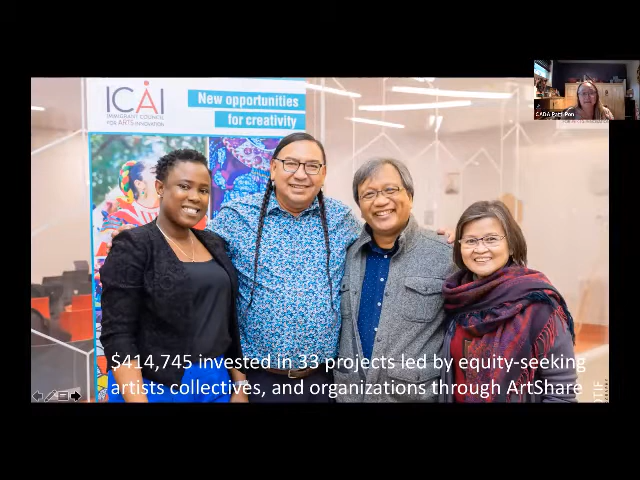 ICAI
IMMIGRANT COUNCIL
FOR ARTS INNOVATION
New opportunities
for creativity
$414,745 invested in 33 projects led by equity-seeking
artists collectives, and organizations through ArtShare